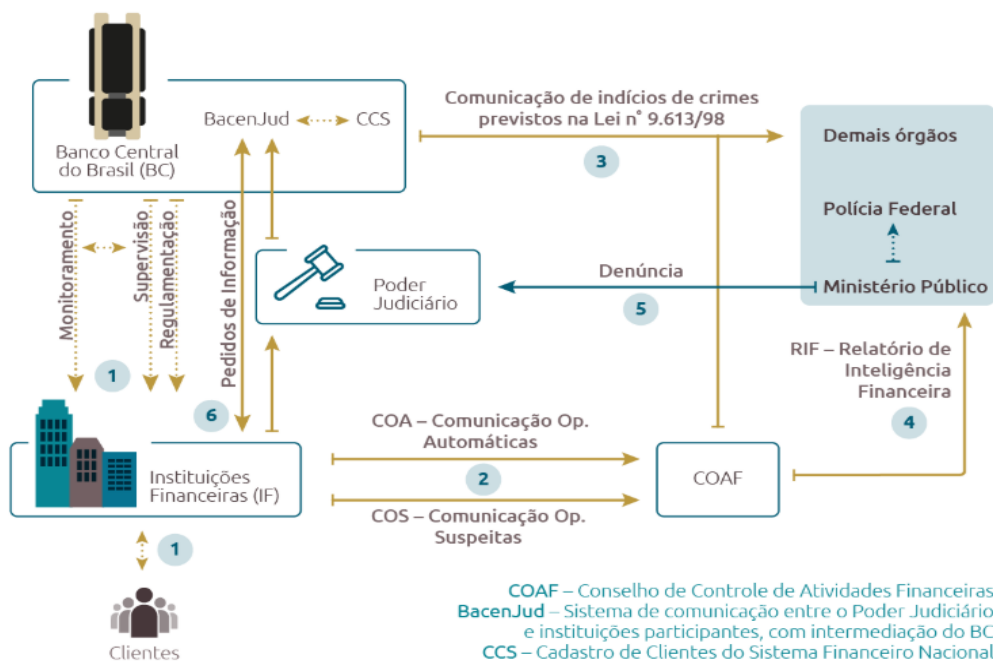 BacenJud
CCS
Banco Central
do Brasil (BC)
Comunicação de indícios de crimes
previstos na Lei n° 9.613/98
3
Demais órgãos
Polícia Federal
Ministério Público
Monitoramento
Supervisão
Regulamentação
Pedidos de Informação
Poder
Judiciário
Denúncia
5
1
6
RIF – Relatório de
Inteligência
Financeira
4
COA – Comunicação Op.
Automáticas
2
COS – Comunicação Op.
Suspeitas
COAF
Instituições
Financeiras (IF)
1
Clientes
COAF – Conselho de Controle de Atividades Financeiras
BacenJud – Sistema de comunicação entre o Poder Judiciário
e instituições participantes, com intermediação do BC
CCS – Cadastro de Clientes do Sistema Financeiro Nacional